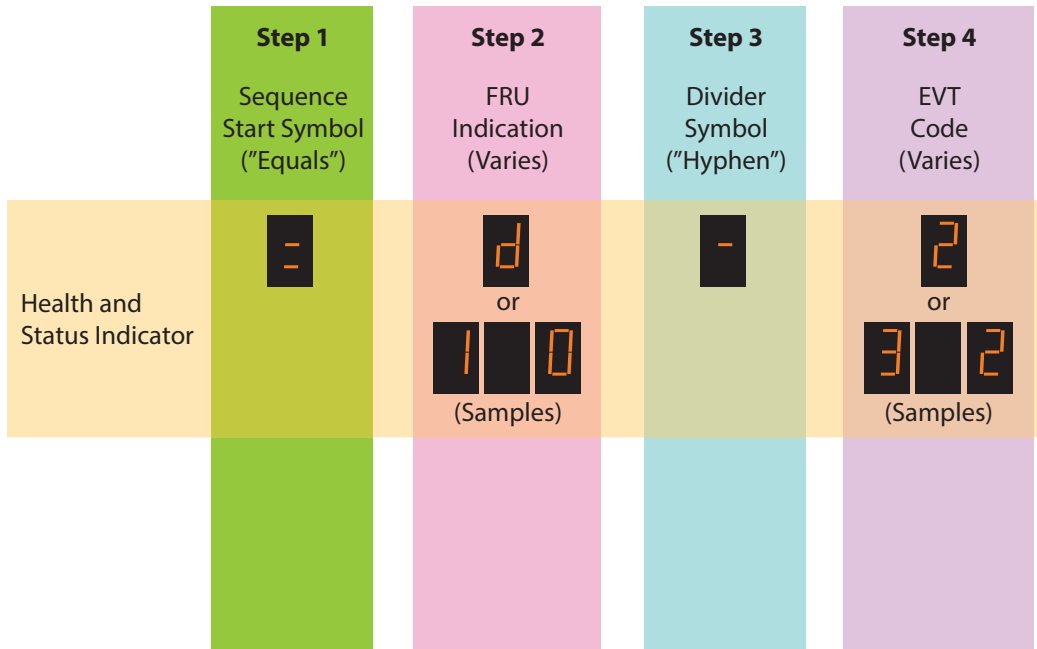 Step 1
Sequence
Start Symbol
(”Equals”)
Step 2
FRU
Indication
(Varies)
Step 3
Divider
Symbol
(”Hyphen”)
Step 4
EVT
Code
(Varies)
Health and
Status Indicator
=
d
or
1 0
(Samples)
-
2
or
3 2
(Samples)